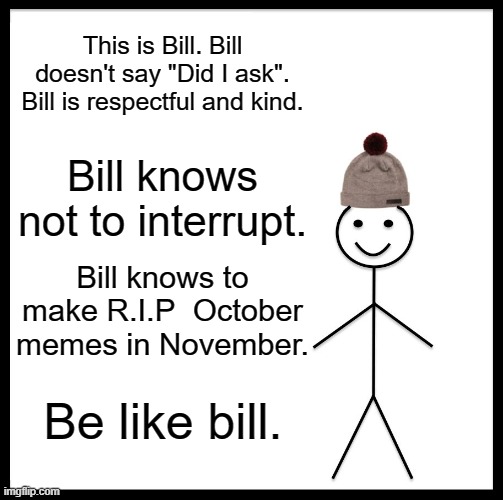 This is Bill. Bill
doesn't say "Did I ask".
Bill is respectful and kind.
Bill knows
not to interrupt.
Bill knows to
make R.I.P  October
memes in November.
Be like bill.
imgflip.com